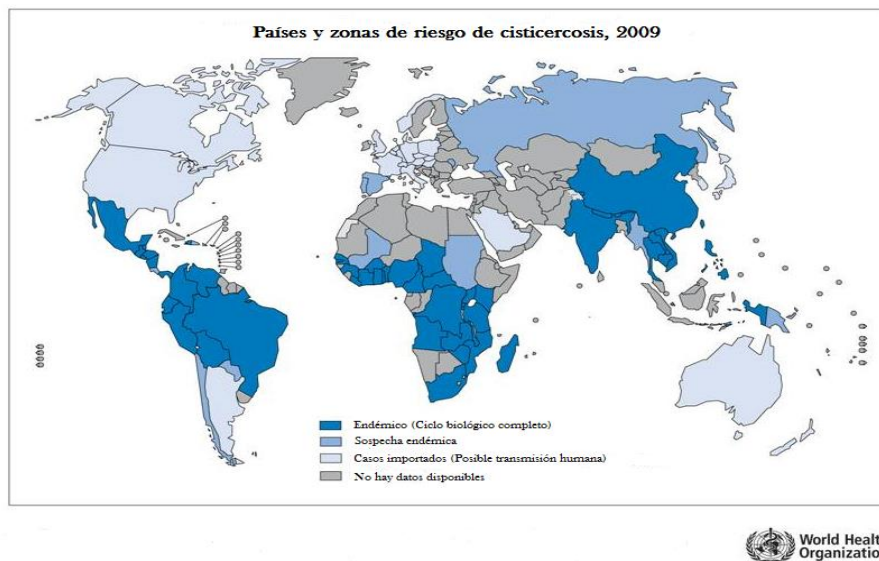 Países y zonas de riesgo de cisticercosis, 2009
Endémico (Ciclo biológico completo)
Sospecha endémica
Casos importados (Posible transmisión humana)
No hay datos disponibles
World Healt
Organization